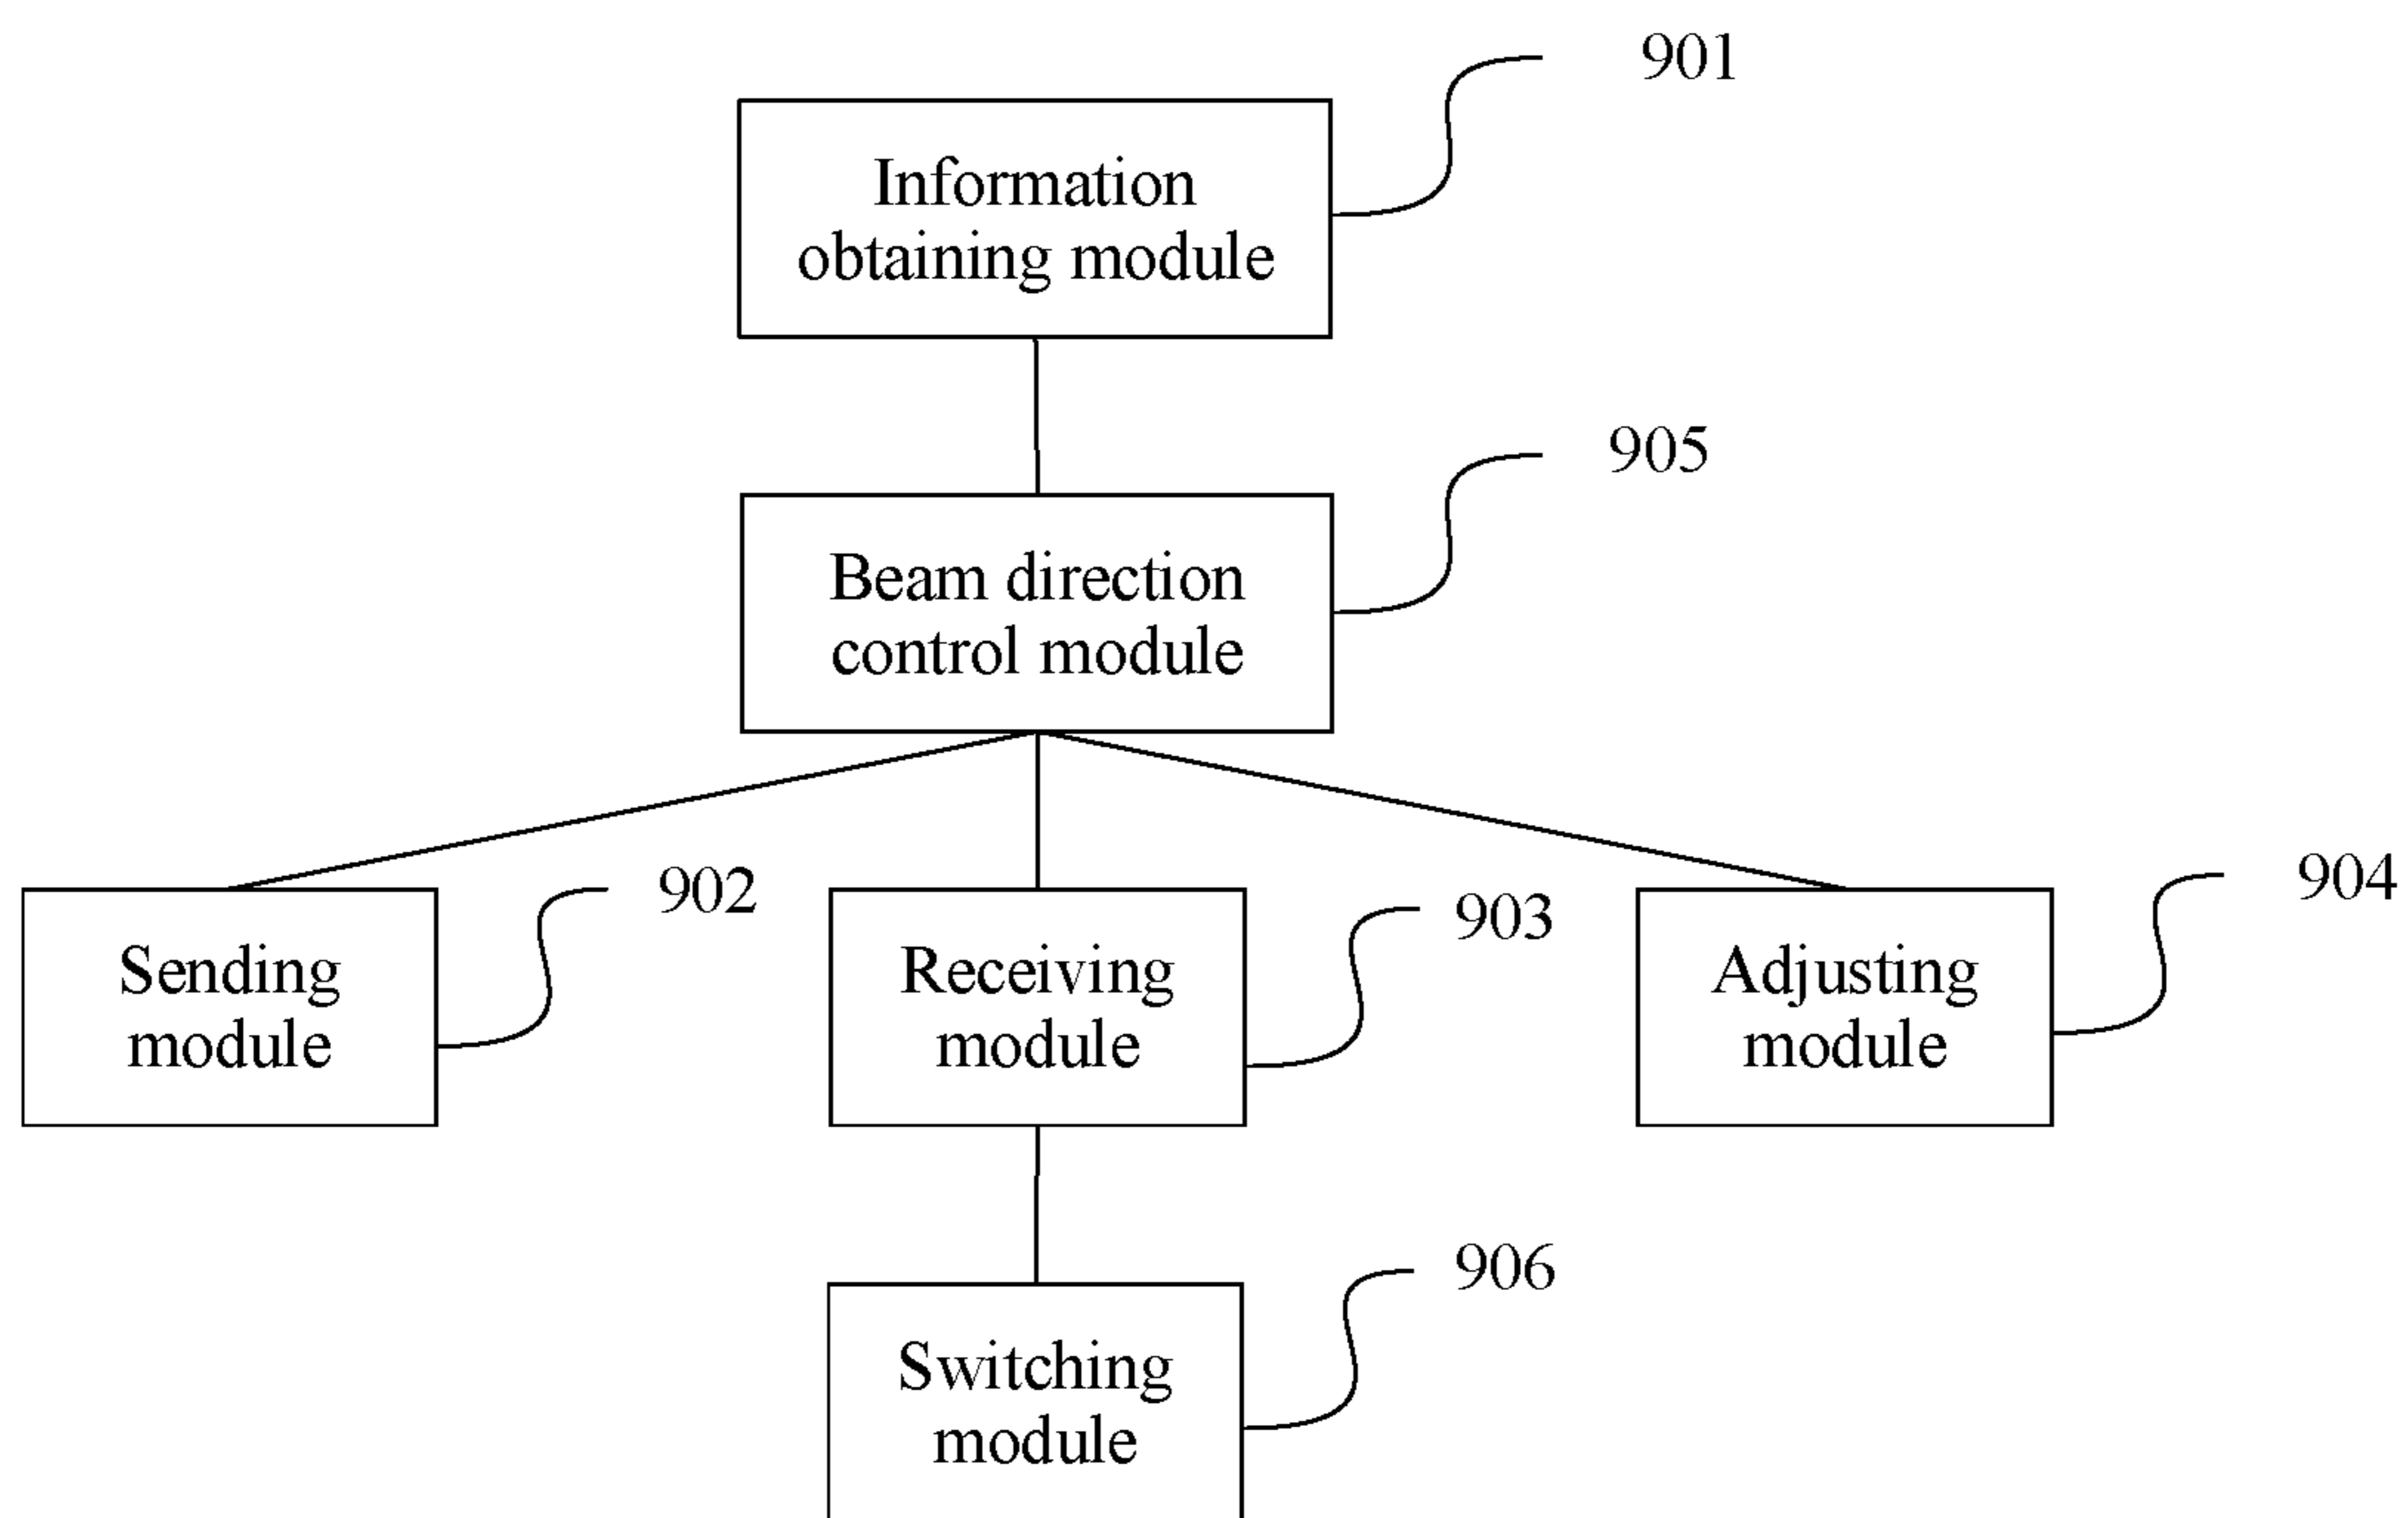 901
Information
obtaining module
905
Beam direction
control module
902
Sending
module
903
Receiving
module
904
Adjusting
module
906
Switching
module